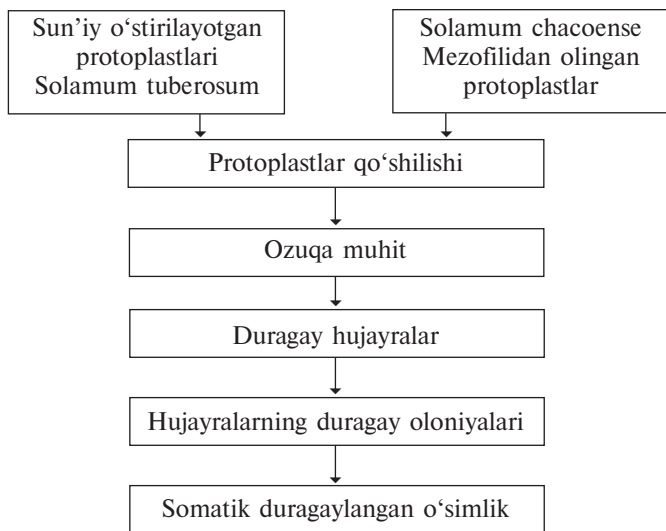 Sun’iy o‘stirilayotgan
protoplastlari
Solamum tuberosum
Solamum chacoense
Mezofilidan olingan
protoplastlar
Protoplastlar qo‘shilishi
Ozuqa muhit
Duragay hujayralar
Hujayralarning duragay oloniyalari
Somatik duragaylangan o‘simlik